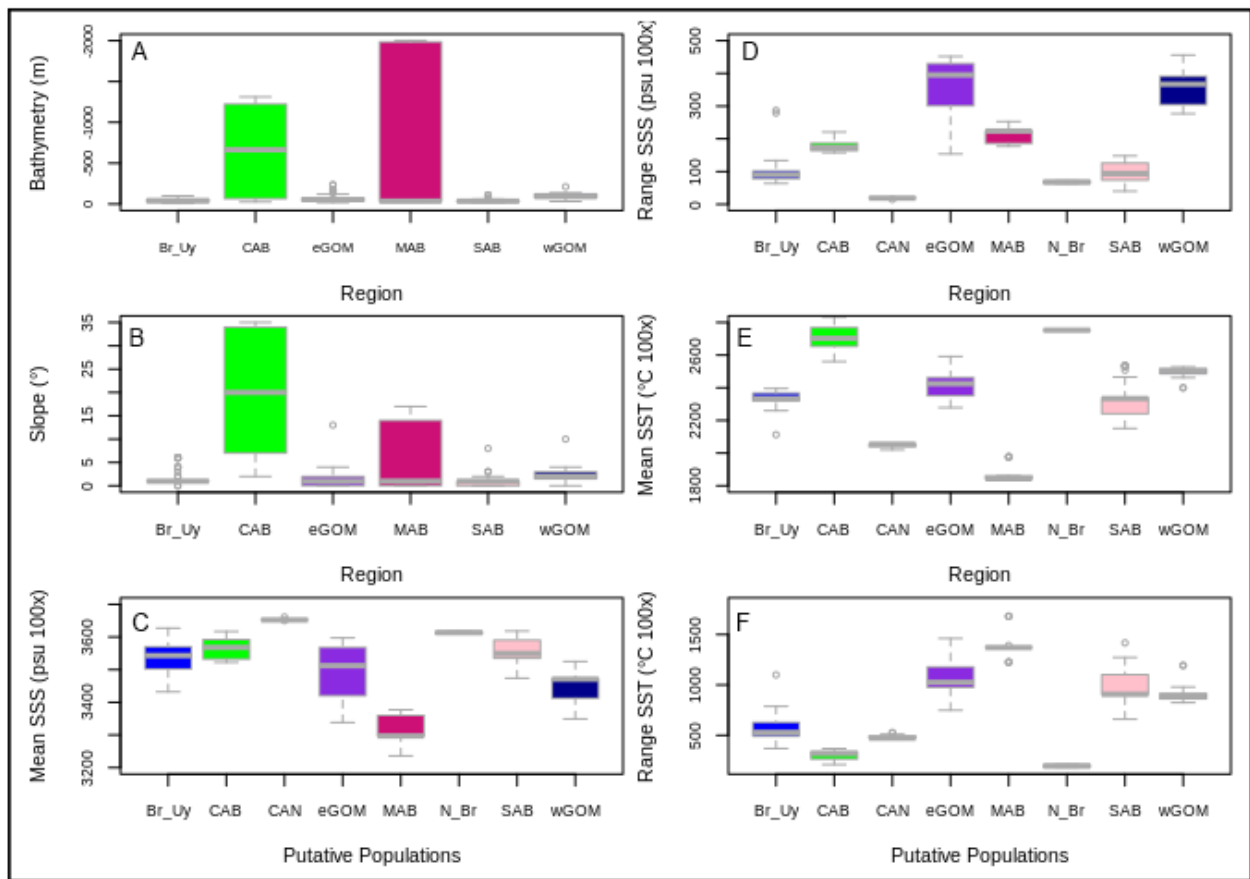 A
Bathymetry (m)
-2000
-1000
-500
0
Br_Uy CAB eGOM MAB SAB wGOM
Region
D
Range SSS (psu 100x)
500
300
100
0
Br_Uy CAB CAN eGOM MAB N_Br SAB wGOM
Region
B
Slope (°)
35
25
15
5
0
Br_Uy CAB eGOM MAB SAB wGOM
Region
E
Mean SST (°C 100x)
2600
2200
1800
Br_Uy CAB CAN eGOM MAB N_Br SAB wGOM
Region
C
Mean SSS (psu 100x)
3600
3400
3200
Br_Uy CAB CAN eGOM MAB N_Br SAB wGOM
Putative Populations
F
Range SST (°C 100x)
1500
1000
500
Br_Uy CAB CAN eGOM MAB N_Br SAB wGOM
Putative Populations